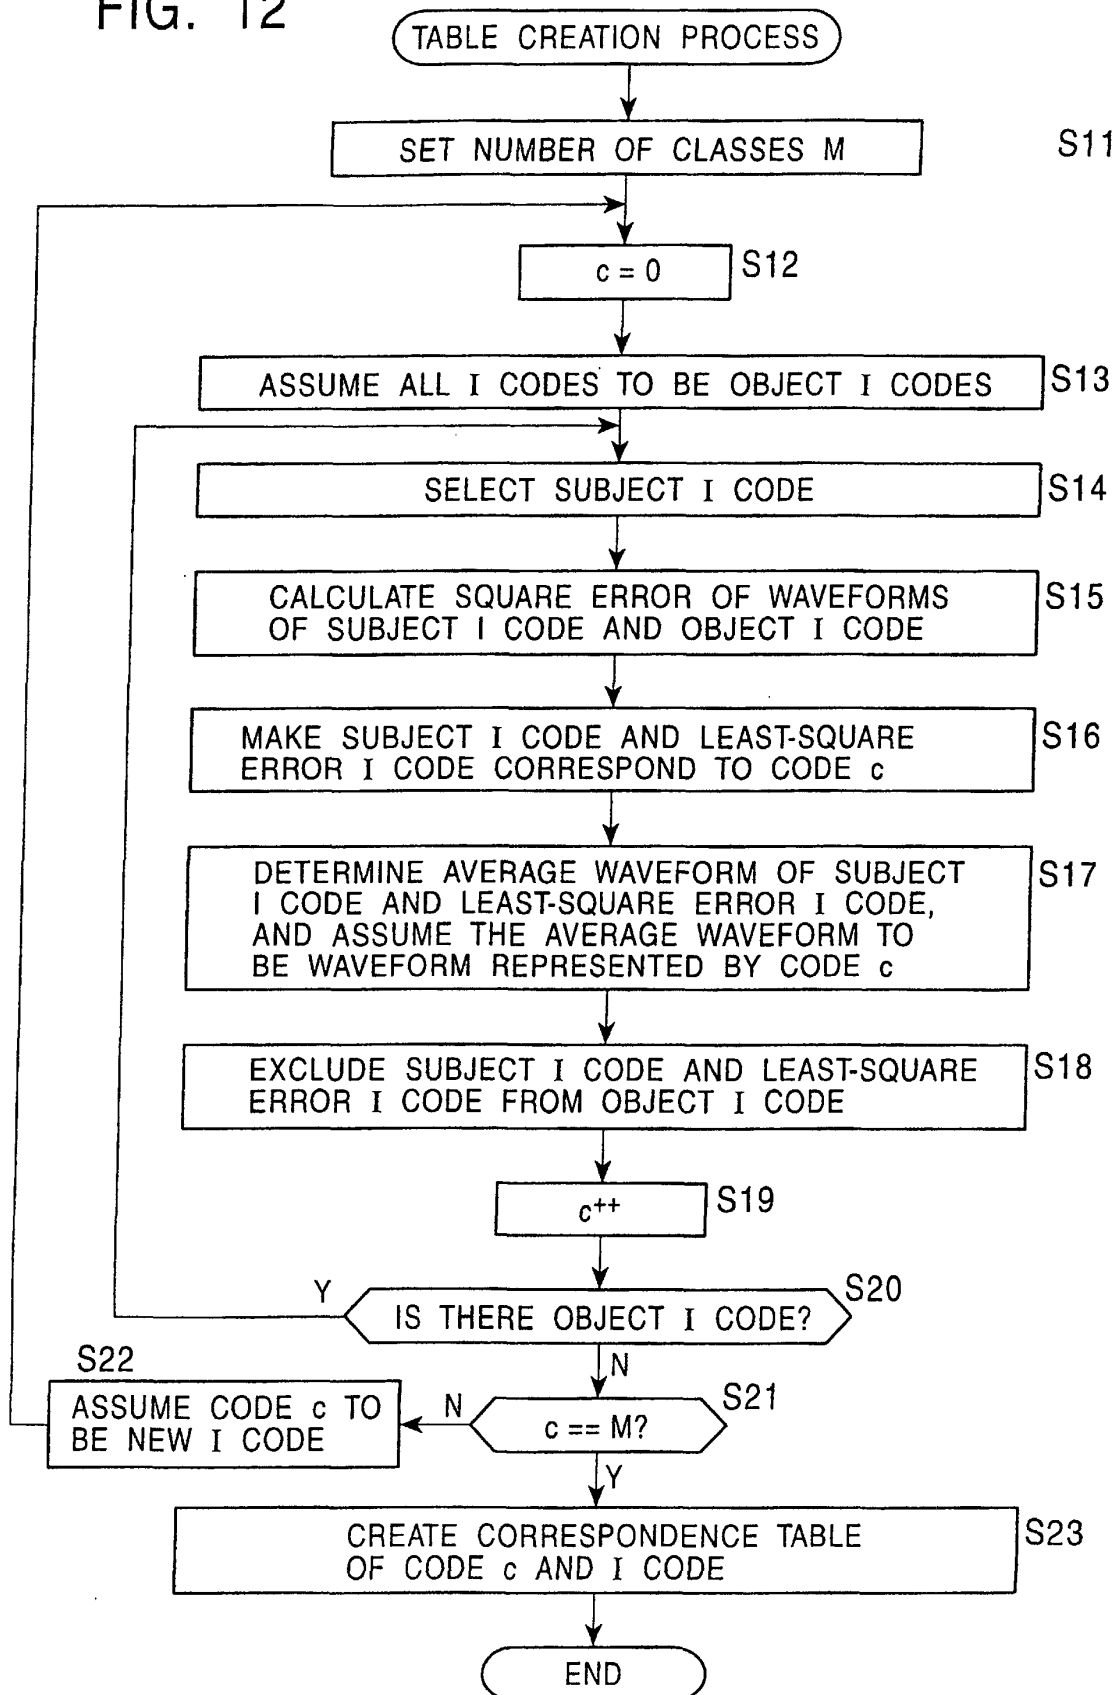 FIG. 12
TABLE CREATION PROCESS
SET NUMBER OF CLASSES M
S11
c = 0
S12
ASSUME ALL I CODES TO BE OBJECT I CODES
S13
SELECT SUBJECT I CODE
S14
CALCULATE SQUARE ERROR OF WAVEFORMS
OF SUBJECT I CODE AND OBJECT I CODE
S15
MAKE SUBJECT I CODE AND LEAST-SQUARE
ERROR I CODE CORRESPOND TO CODE c
S16
DETERMINE AVERAGE WAVEFORM OF SUBJECT
I CODE AND LEAST-SQUARE ERROR I CODE,
AND ASSUME THE AVERAGE WAVEFORM TO
BE WAVEFORM REPRESENTED BY CODE c
S17
EXCLUDE SUBJECT I CODE AND LEAST-SQUARE
ERROR I CODE FROM OBJECT I CODE
S18
c++
S19
Y
IS THERE OBJECT I CODE?
S20
N
S22
ASSUME CODE c TO
BE NEW I CODE
N
c == M?
S21
Y
CREATE CORRESPONDENCE TABLE
OF CODE c AND I CODE
S23
END